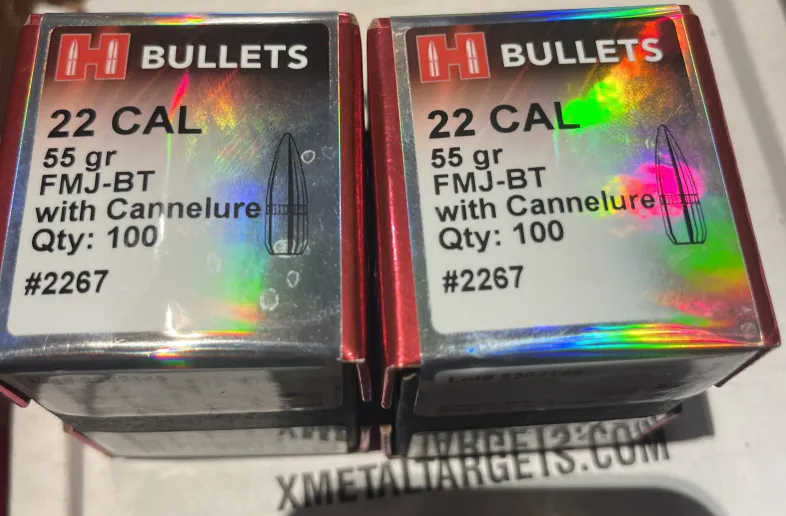 H BULLETS
22 CAL
55 gr
FMJ-BT
with Cannelure
Qty: 100
#2267
H BULLETS
22 CAL
55 gr
FMJ-BT
with Cannelure
Qty: 100
#2267
XMETALTARGETS.COM